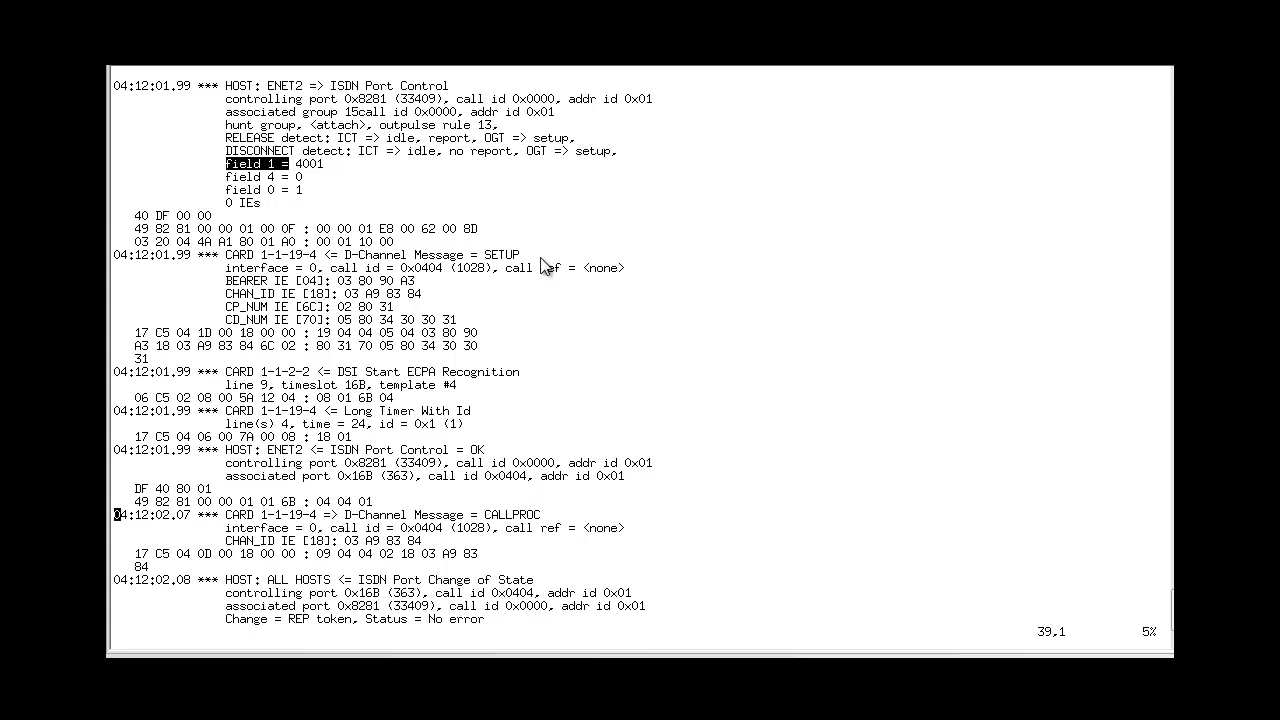 04:12:01.99 *** HOST: ENET2 => ISDN Port Control
controlling port 0x8281 (33409), call id 0x0000, addr id 0x01
associated group 15call id 0x0000, addr id 0x01
hunt group, <attach>, outpulse rule 13,
RELEASE detect: ICT => idle, report, OGT => setup,
DISCONNECT detect: ICT => idle, no report, OGT => setup,
field 1 = 4001
field 4 = 0
field 0 = 1
0 IEs
40 DF 00 00
49 82 81 00 00 01 00 0F : 00 00 01 E8 00 62 00 8D
03 20 04 4A A1 80 01 A0 : 00 01 10 00
04:12:01.99 *** CARD 1-1-19-4 <= D-Channel Message = SETUP
interface = 0, call id = 0x0404 (1028), call ref = <none>
BEARER IE [04]: 03 80 90 A3
CHAN_ID IE [18]: 03 A9 83 84
CP_NUM IE [6C]: 02 80 31
CD_NUM IE [70]: 05 80 34 30 30 31
17 C5 04 1D 00 18 00 00 : 19 04 04 05 04 03 80 90
A3 18 03 A9 83 84 6C 02 : 80 31 70 05 80 34 30 30
31
04:12:01.99 *** CARD 1-1-2-2 <= DSI Start ECPA Recognition
line 9, timeslot 16B, template #4
06 C5 02 08 00 5A 12 04 : 08 01 6B 04
04:12:01.99 *** CARD 1-1-19-4 <= Long Timer With Id
line(s) 4, time = 24, id = 0x1 (1)
17 C5 04 06 00 7A 00 08 : 18 01
04:12:01.99 *** HOST: ENET2 <= ISDN Port Control = OK
controlling port 0x8281 (33409), call id 0x0000, addr id 0x01
associated port 0x16B (363), call id 0x0404, addr id 0x01
DF 40 80 01
49 82 81 00 00 01 01 6B : 04 04 01
04:12:02.07 *** CARD 1-1-19-4 => D-Channel Message = CALLPROC
interface = 0, call id = 0x0404 (1028), call ref = <none>
CHAN_ID IE [18]: 03 A9 83 84
17 C5 04 0D 00 18 00 00 : 09 04 04 02 18 03 A9 83
84
04:12:02.08 *** HOST: ALL HOSTS <= ISDN Port Change of State
controlling port 0x16B (363), call id 0x0404, addr id 0x01
associated port 0x8281 (33409), call id 0x0000, addr id 0x01
Change = REP token, Status = No error
39,1 5%